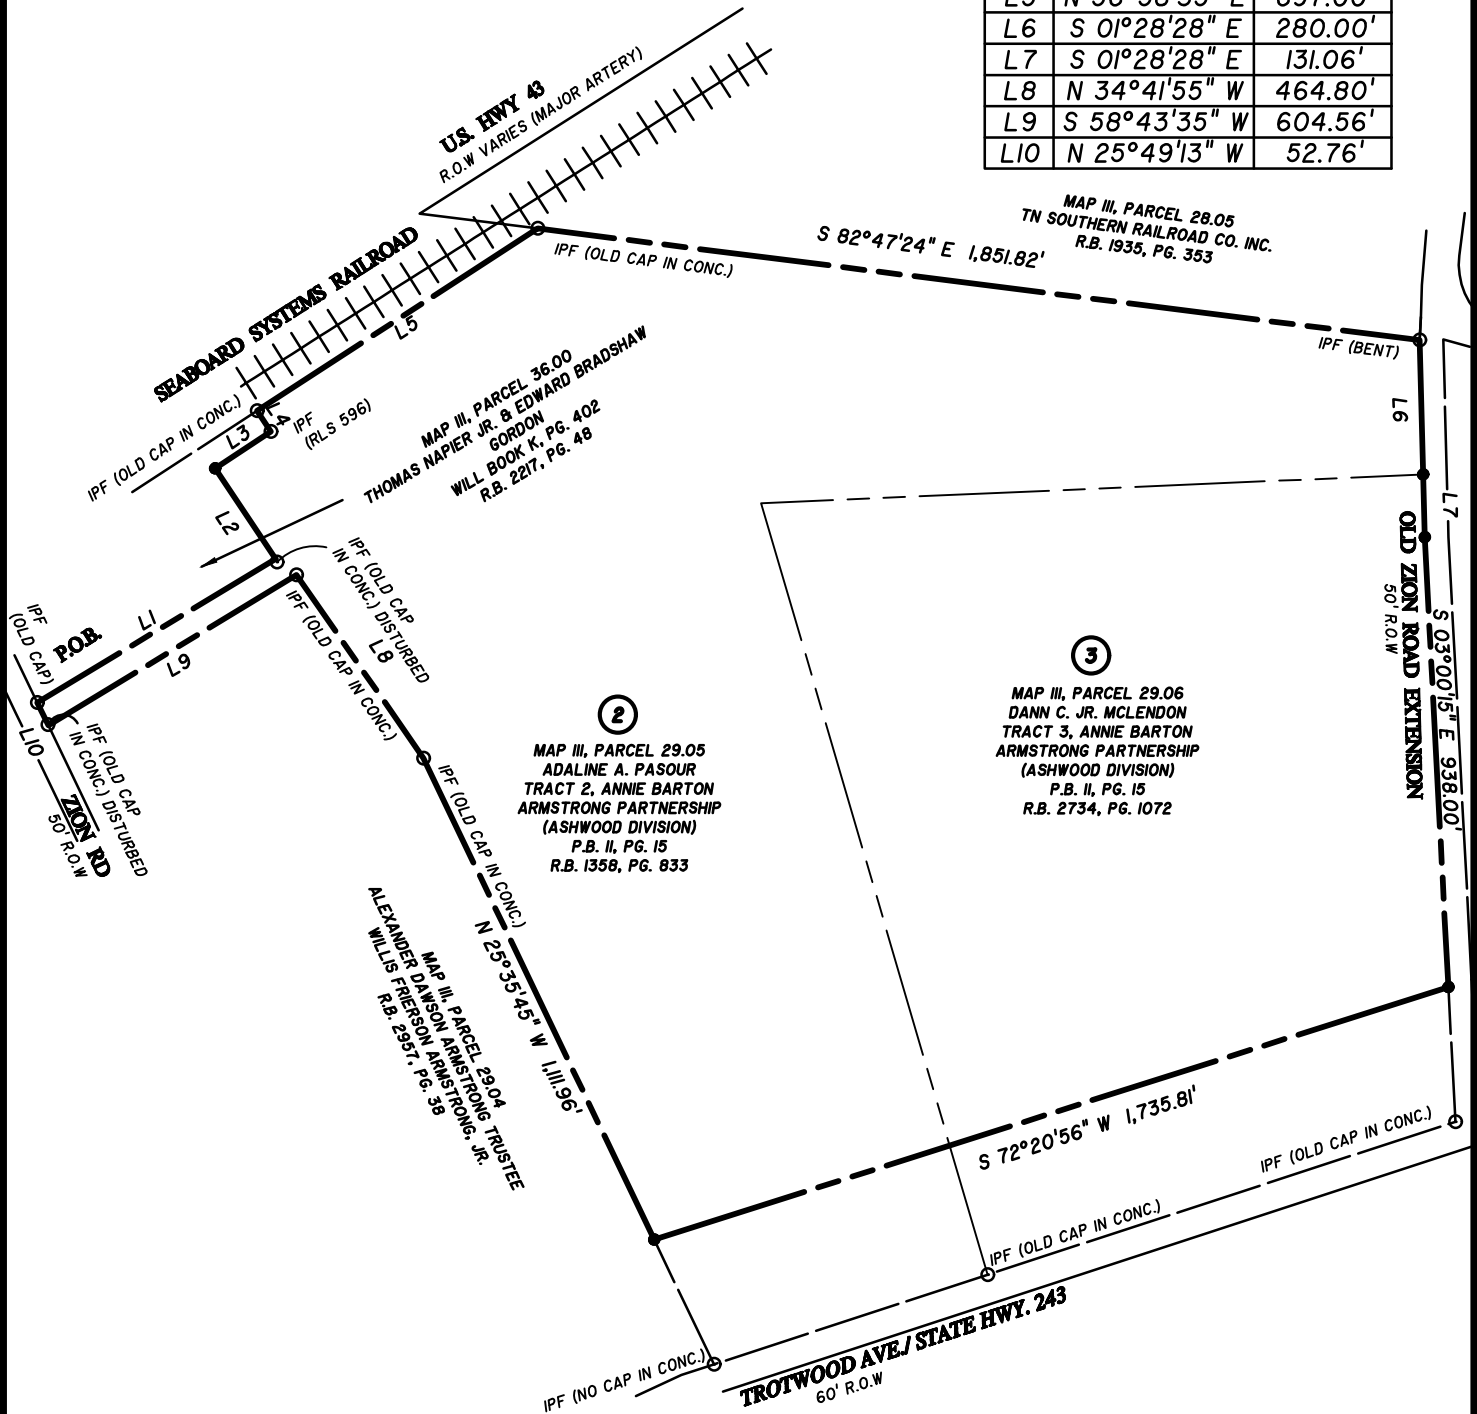 L6 S 01°28'28" E 280.00'
L7 S 01°28'28" E 131.06'
L8 N 34°41'55" W 464.80'
L9 S 58°43'35" W 604.56'
L10 N 25°49'13" W 52.76'
U.S. HWY 43
R.O.W VARIES (MAJOR ARTERY)
SEABOARD SYSTEMS RAILROAD
MAP 111, PARCEL 28.05
TN SOUTHERN RAILROAD CO. INC.
R.B. 1935, PG. 353
S 82°47'24" E 1,851.82'
IPF (OLD CAP IN CONC.)
IPF (BENT)
L5
L6
L7
MAP 111, PARCEL 36.00
THOMAS NAPIER JR. & EDWARD BRADSHAW
GORDON
WILL BOOK K, PG. 402
R.B. 2217, PG. 48
IPF (OLD CAP IN CONC.)
L3
L4
IPF
(RLS 596)
L2
IPF (OLD CAP
IN CONC.) DISTURBED
IPF
(OLD CAP)
P.O.B.
L1
L9
IPF (OLD CAP IN CONC.)
L8
L10
IPF (OLD CAP
IN CONC.) DISTURBED
ZION RD
50' R.O.W
OLD ZION ROAD EXTENSION
50' R.O.W
S 03°00'15" E 938.00'
2
MAP 111, PARCEL 29.05
ADALINE A. PASOUR
TRACT 2, ANNIE BARTON
ARMSTRONG PARTNERSHIP
(ASHWOOD DIVISION)
P.B. 11, PG. 15
R.B. 1358, PG. 833
3
MAP 111, PARCEL 29.06
DANN C. JR. MCLENDON
TRACT 3, ANNIE BARTON
ARMSTRONG PARTNERSHIP
(ASHWOOD DIVISION)
P.B. 11, PG. 15
R.B. 2734, PG. 1072
IPF (OLD CAP IN CONC.)
N 25°35'45" W 1,111.96'
MAP 111, PARCEL 29.04
ALEXANDER DAWSON ARMSTRONG TRUSTEE
WILLIS FRIERSON ARMSTRONG, JR.
R.B. 2957, PG. 38
S 72°20'56" W 1,735.81'
IPF (OLD CAP IN CONC.)
IPF (OLD CAP IN CONC.)
IPF (NO CAP IN CONC.)
TROTWOOD AVE./ STATE HWY. 243
60' R.O.W